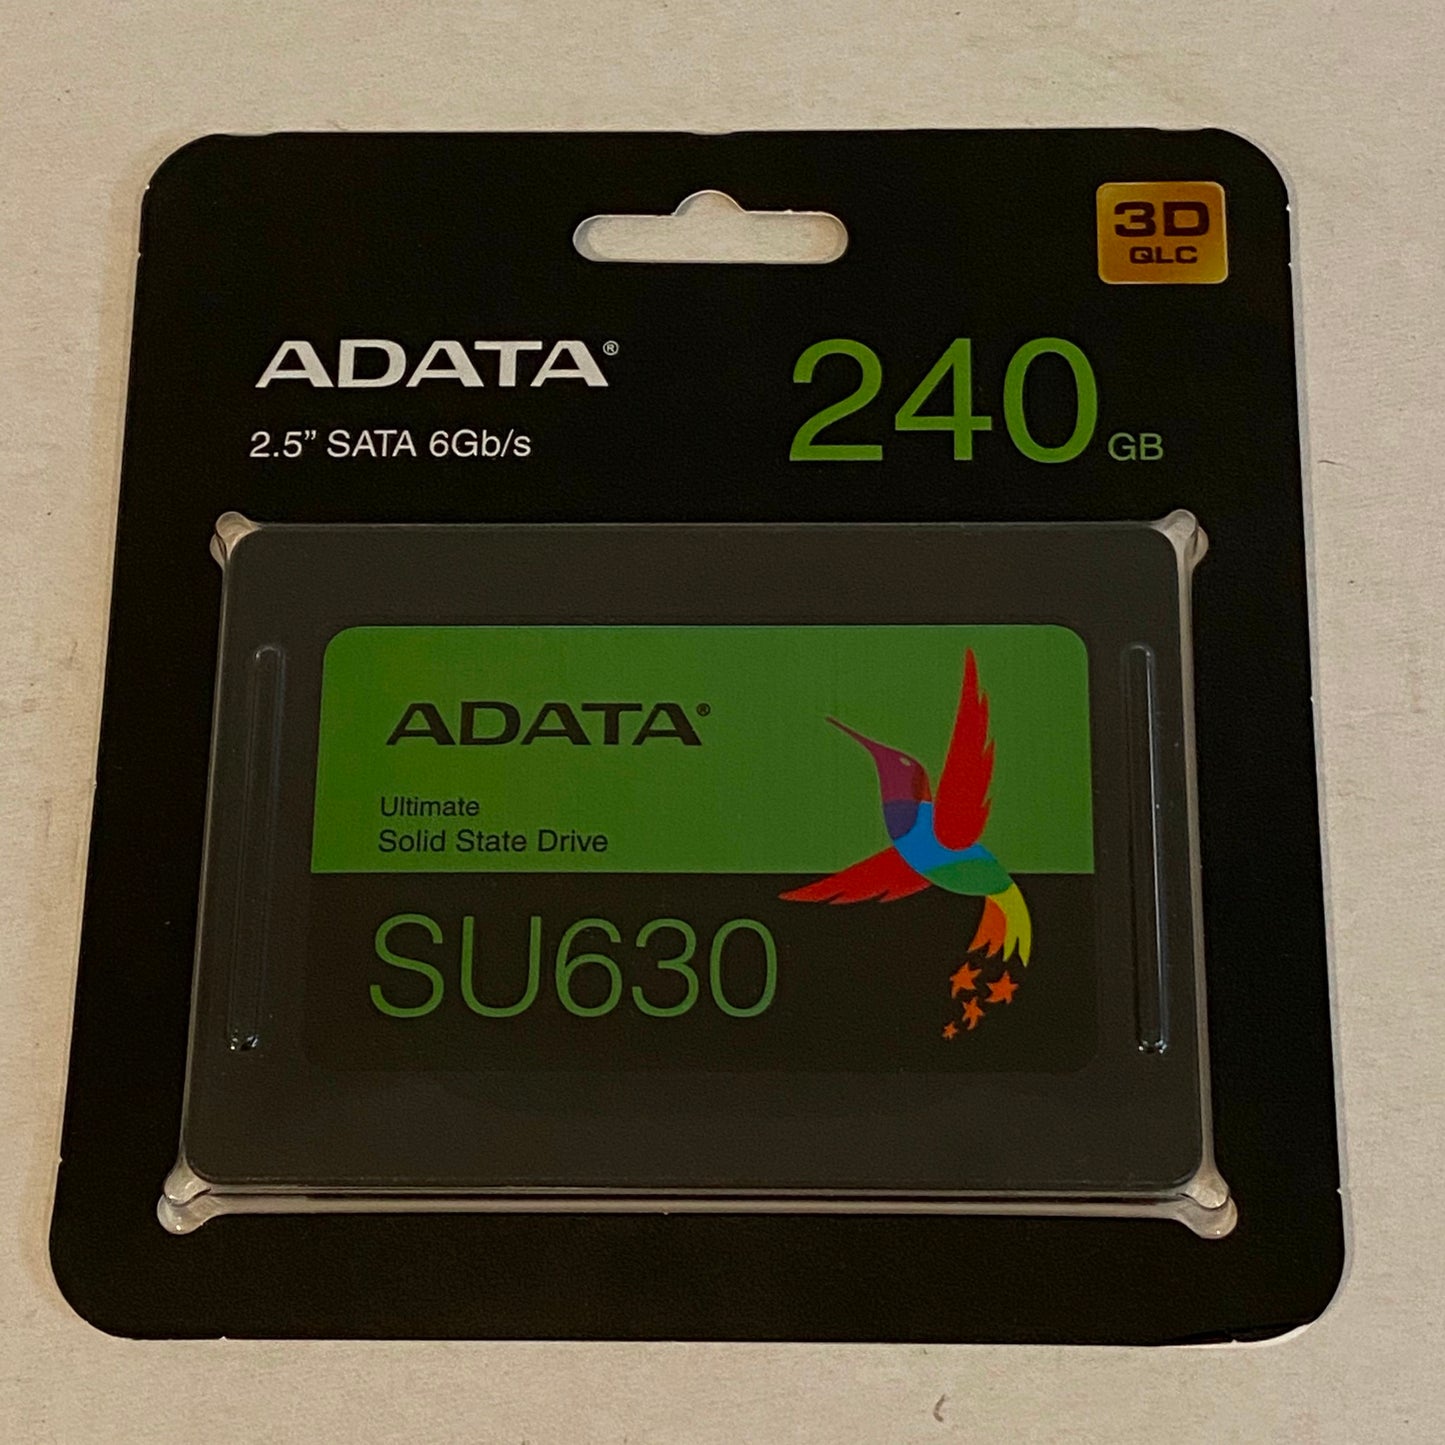 3D
QLC
ADATA®
240 GB
2.5” SATA 6Gb/s
ADATA®
Ultimate
Solid State Drive
SU630